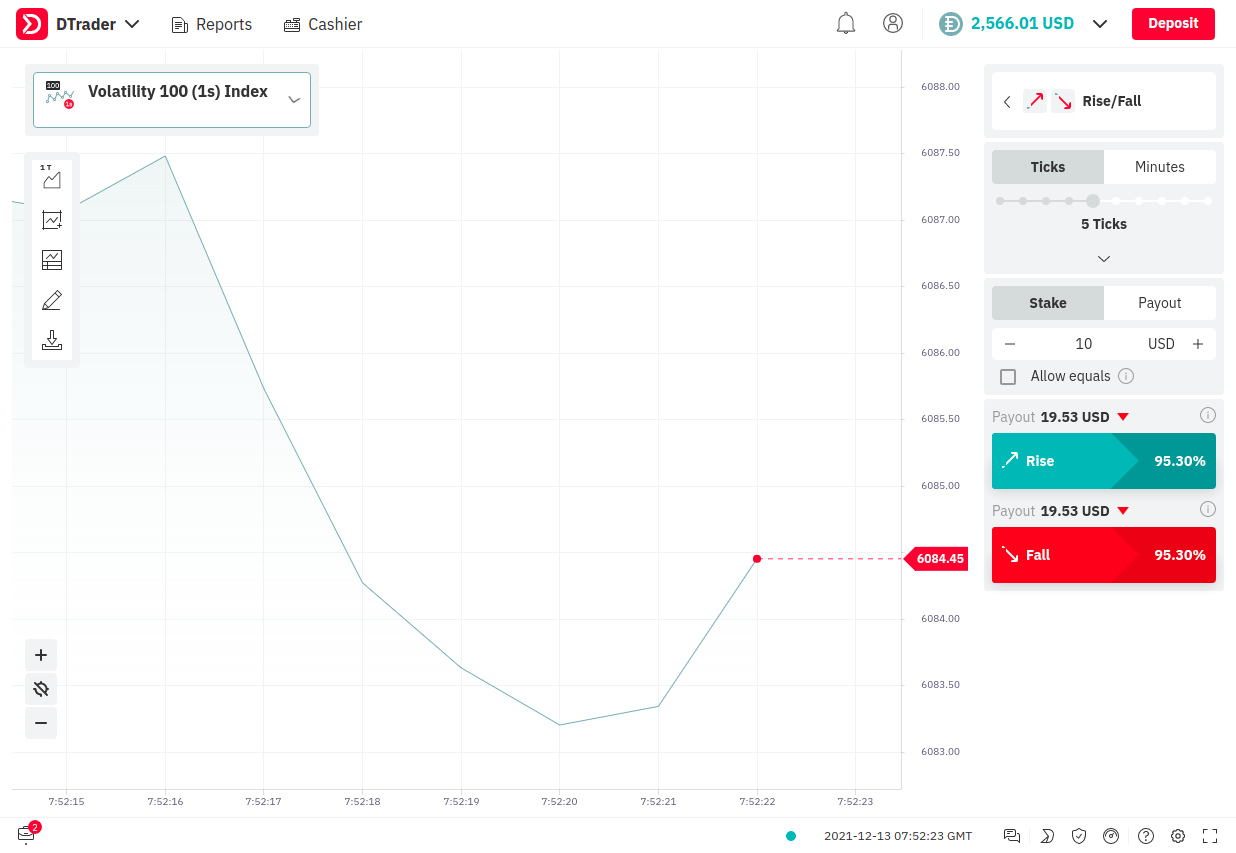 DTrader
Reports
Cashier
2,566.01 USD
Deposit
100
1s
Volatility 100 (1s) Index
1 T
6088.00
6087.50
6087.00
6086.50
6086.00
6085.50
6085.00
6084.45
6084.00
6083.50
6083.00
7:52:15
7:52:16
7:52:17
7:52:18
7:52:19
7:52:20
7:52:21
7:52:22
7:52:23
Rise/Fall
Ticks
Minutes
5 Ticks
Stake
Payout
10
USD
Allow equals
Payout 19.53 USD
Rise
95.30%
Payout 19.53 USD
Fall
95.30%
2
2021-12-13 07:52:23 GMT